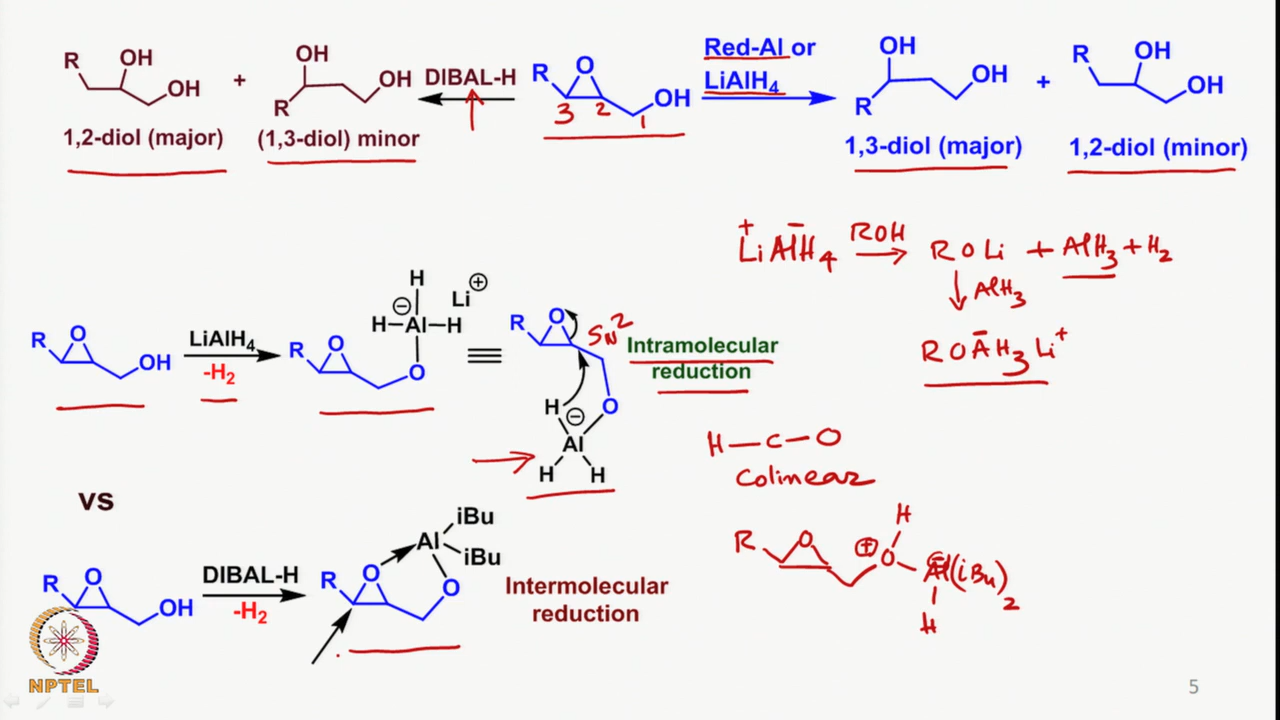 R OH OH + OH R OH DIBAL-H R O OH 3 2 1 Red-Al or LiAlH4 OH R OH + R OH OH
1,2-diol (major) (1,3-diol) minor 1,3-diol (major) 1,2-diol (minor)
+ − LiAlH4 ROH ROLi + AlH3 + H2
AlH3
ROAlH3 Li+
R O OH LiAlH4 -H2 R O O H H−Al−H ⊖ Li ⊕ ≡ R O SN2 O H ⊖ Al H H Intramolecular
reduction
H — C — O
Colinear
vs
R O OH DIBAL-H -H2 R O Al iBu iBu O Intermolecular
reduction
R O ⊕ O H Al(iBu)2 H
NPTEL
5